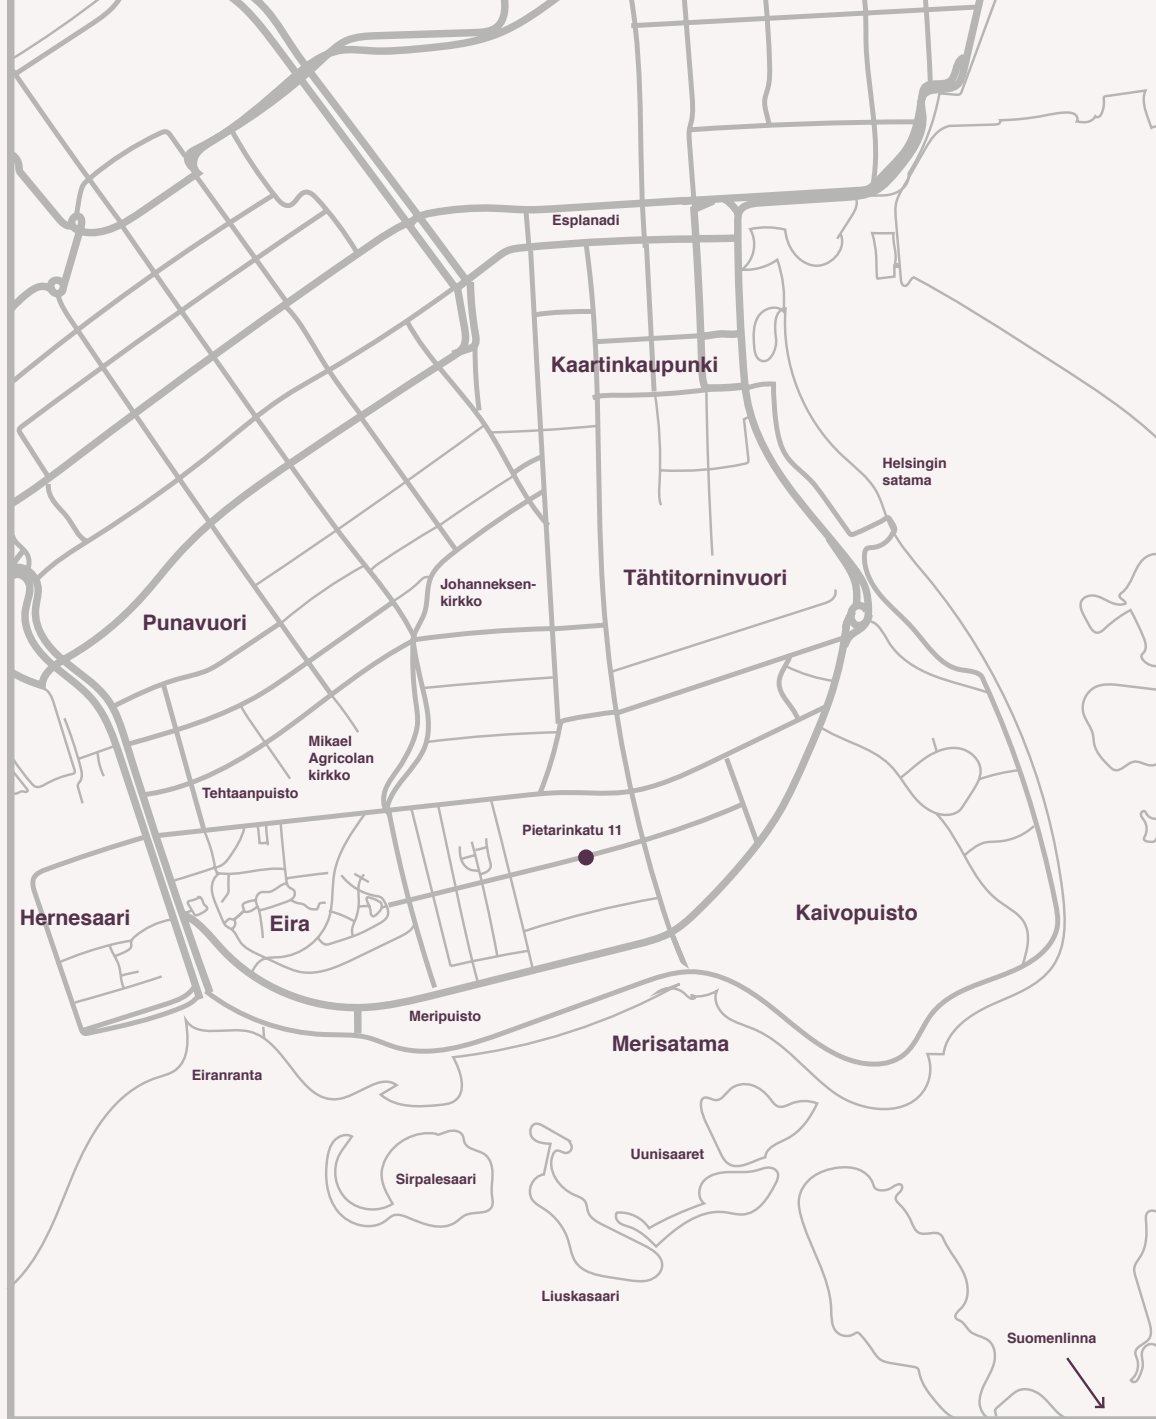 Esplanadi
Kaartinkaupunki
Helsingin
satama
Tähtitorninvuori
Johanneksen-
kirkko
Punavuori
Mikael
Agricolan
kirkko
Tehtaanpuisto
Pietarinkatu 11
Hernesaari
Eira
Kaivopuisto
Meripuisto
Merisatama
Eiranranta
Uunisaaret
Sirpalesaari
Liuskasaari
Suomenlinna